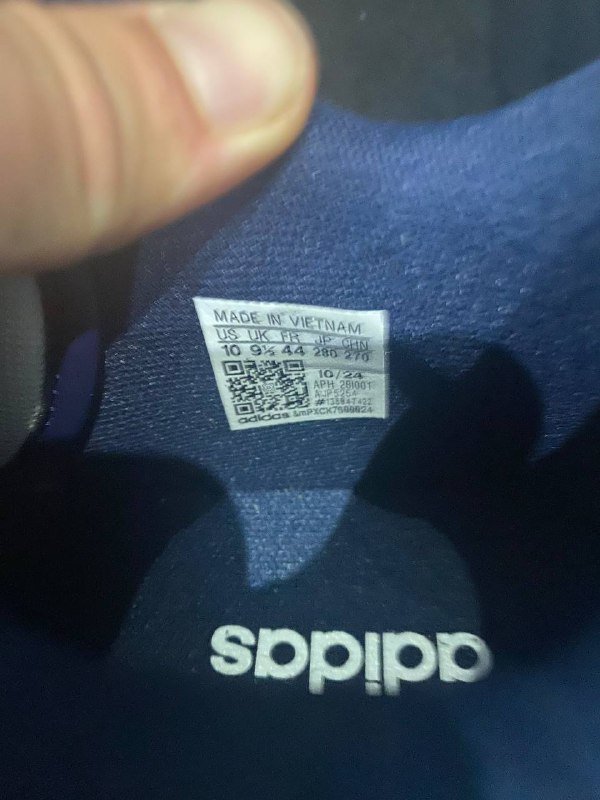 MADE IN VIETNAM
US UK FR JP CHN
10 9½ 44 280 270
10/24
APH 261001
adidas
adidas